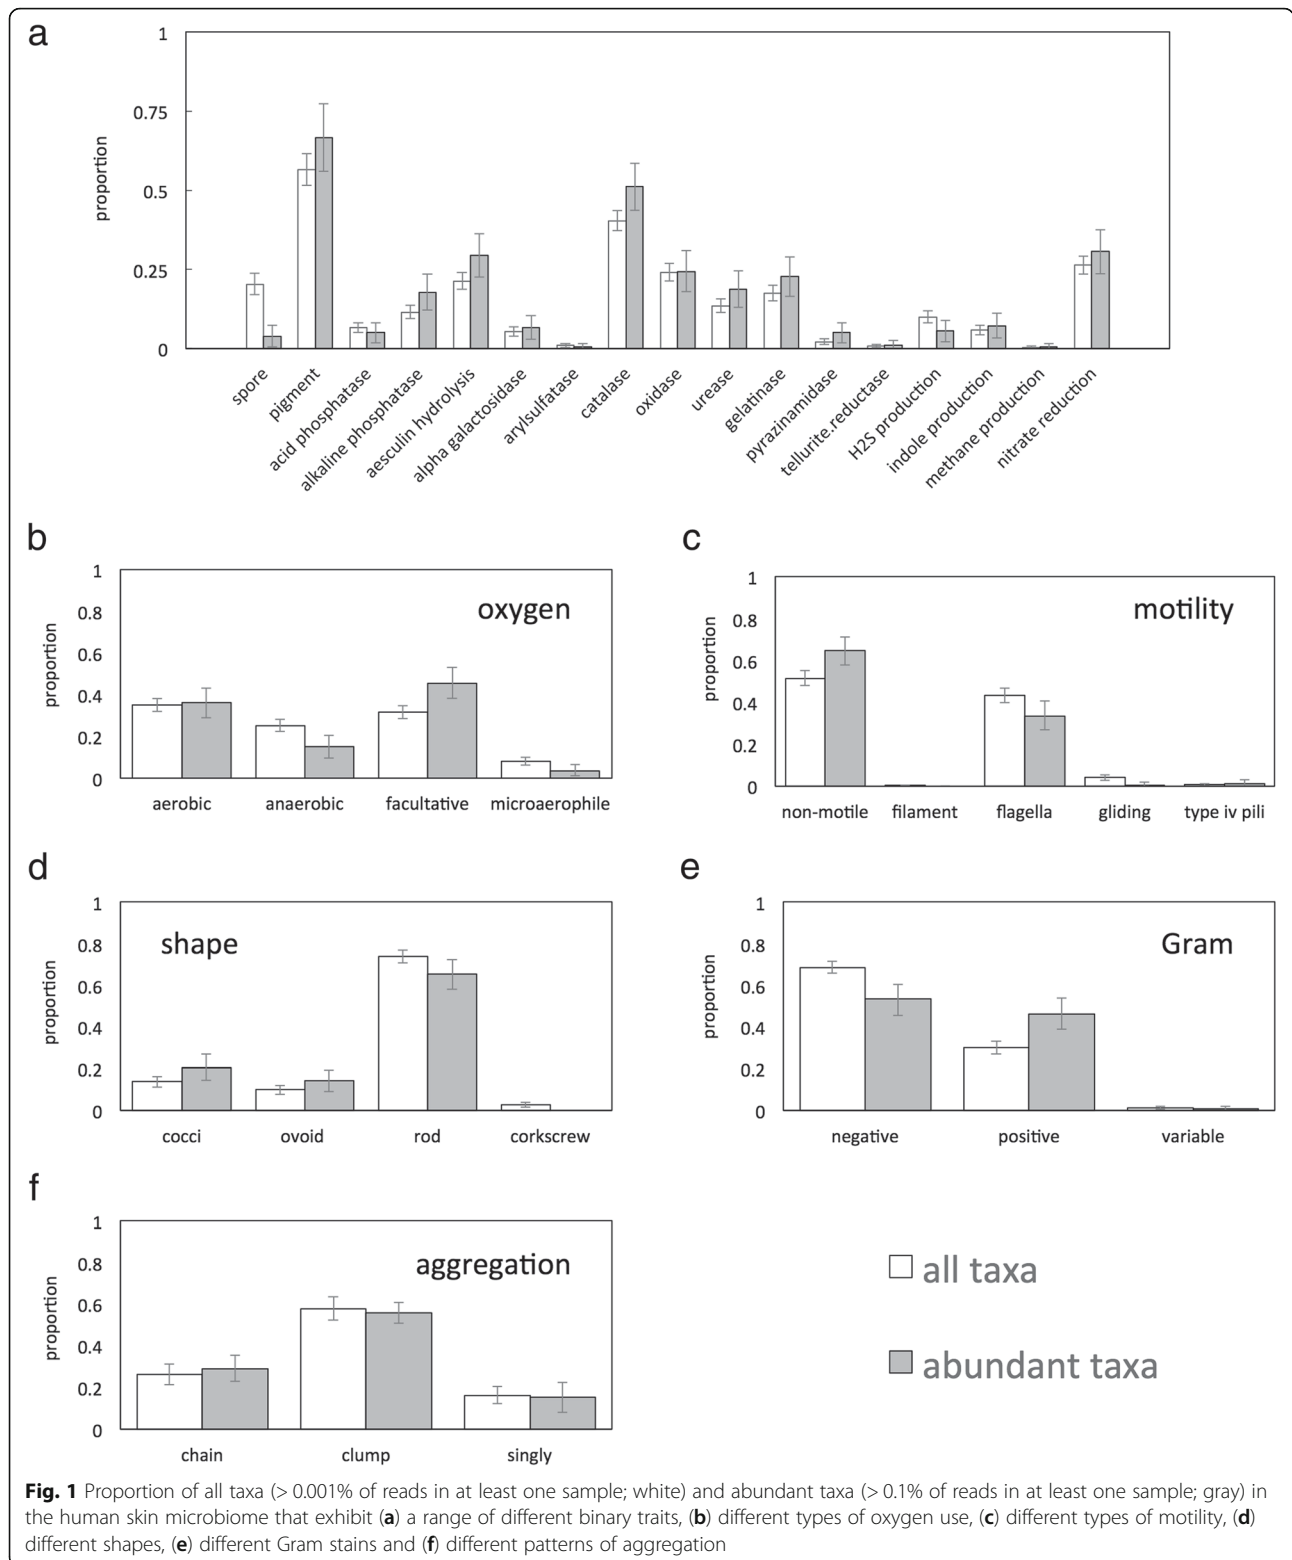 a
1
0.75
0.5
0.25
0
proportion
spore
pigment
acid phosphatase
alkaline phosphatase
aesculin hydrolysis
alpha galactosidase
arylsulfatase
catalase
oxidase
urease
gelatinase
pyrazinamidase
tellurite.reductase
H2S production
indole production
methane production
nitrate reduction
b
1
0.8
0.6
0.4
0.2
0
proportion
oxygen
aerobic anaerobic facultative microaerophile
c
1
0.8
0.6
0.4
0.2
0
proportion
motility
non-motile filament flagella gliding type iv pili
d
1
0.8
0.6
0.4
0.2
0
proportion
shape
cocci ovoid rod corkscrew
e
1
0.8
0.6
0.4
0.2
0
proportion
Gram
negative positive variable
f
1
0.8
0.6
0.4
0.2
0
proportion
aggregation
chain clump singly
all taxa
abundant taxa
Fig. 1 Proportion of all taxa (> 0.001% of reads in at least one sample; white) and abundant taxa (> 0.1% of reads in at least one sample; gray) in
the human skin microbiome that exhibit (a) a range of different binary traits, (b) different types of oxygen use, (c) different types of motility, (d)
different shapes, (e) different Gram stains and (f) different patterns of aggregation